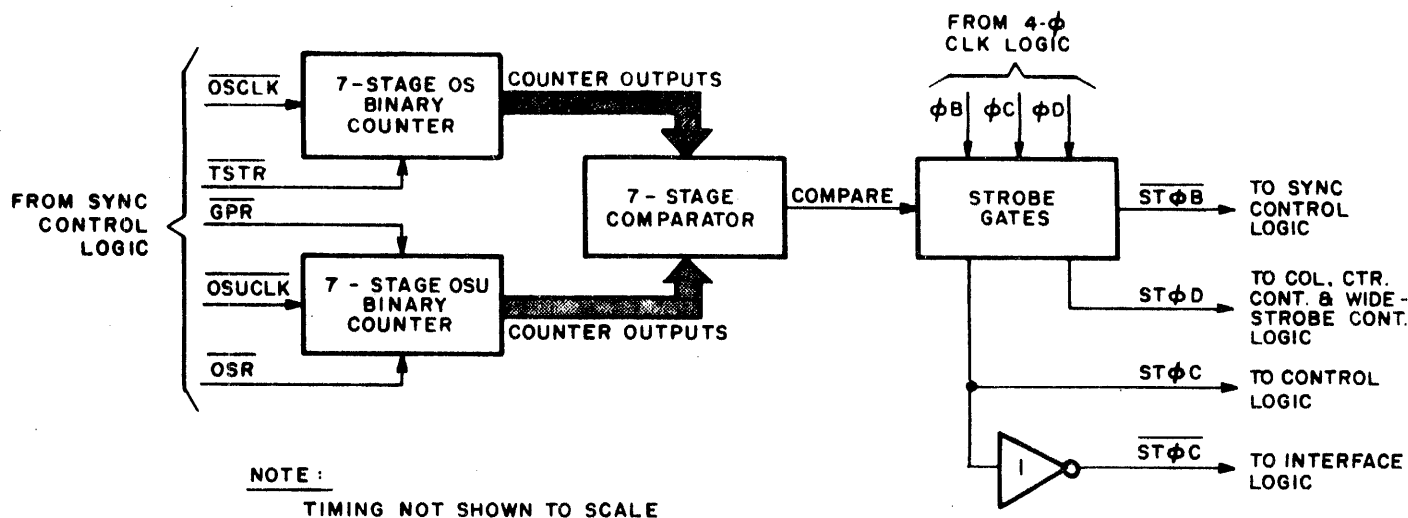 FROM 4-ϕ
CLK LOGIC
ϕB
ϕC
ϕD
FROM SYNC
CONTROL
LOGIC
OSCLK
TSTR
GPR
OSUCLK
OSR
7-STAGE OS
BINARY
COUNTER
COUNTER OUTPUTS
7 - STAGE OSU
BINARY
COUNTER
COUNTER OUTPUTS
7 - STAGE
COMPARATOR
COMPARE
STROBE
GATES
STϕB
TO SYNC
CONTROL
LOGIC
STϕD
TO COL, CTR.
CONT. & WIDE-
STROBE CONT.
LOGIC
STϕC
TO CONTROL
LOGIC
I
STϕC
TO INTERFACE
LOGIC
NOTE:
TIMING NOT SHOWN TO SCALE